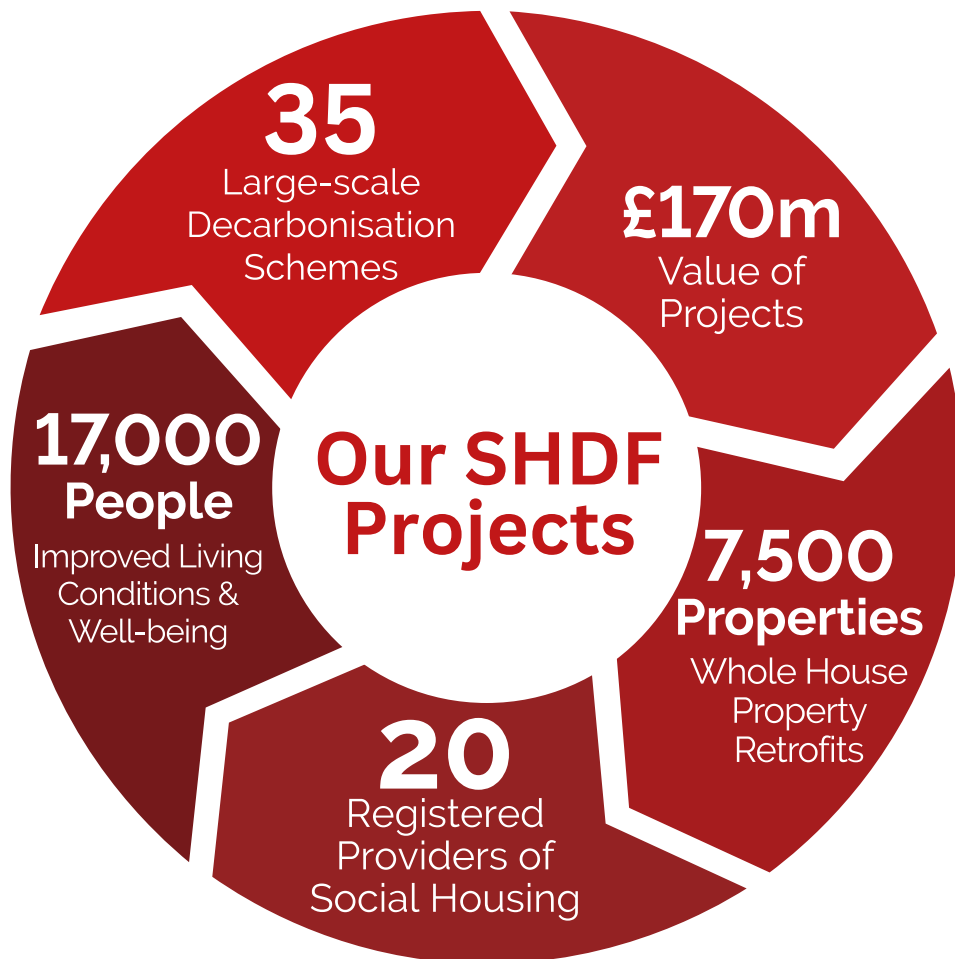 35
Large-scale
Decarbonisation
Schemes
£170m
Value of
Projects
7,500
Properties
Whole House
Property
Retrofits
20
Registered
Providers of
Social Housing
17,000
People
Improved Living
Conditions &
Well-being
Our SHDF
Projects